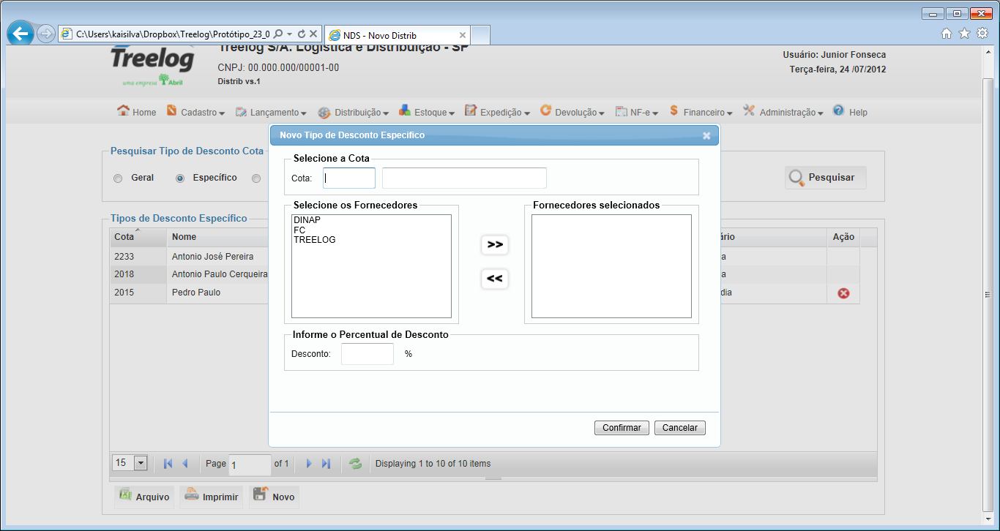 C:\Users\kaisilva\Dropbox\Treelog\Protótipo_23_0
NDS - Novo Distrib
Treelog
uma empresa Abril
Treelog S/A. Logística e Distribuição - SP
CNPJ: 00.000.000/00001-00
Distrib vs.1
Usuário: Junior Fonseca
Terça-feira, 24 /07/2012
Home Cadastro Lançamento Distribuição Estoque Expedição Devolução NF-e Financeiro Administração Help
Novo Tipo de Desconto Especifico
Pesquisar Tipo de Desconto Cota
Geral Específico
Pesquisar
Selecione a Cota
Cota:
Selecione os Fornecedores
DINAP
FC
TREELOG
>>
<<
Fornecedores selecionados
Informe o Percentual de Desconto
Desconto: %
Confirmar Cancelar
Tipos de Desconto Específico
Cota Nome ário Ação
2233 Antonio José Pereira a
2018 Antonio Paulo Cerqueira a
2015 Pedro Paulo dia
15 Page 1 of 1 Displaying 1 to 10 of 10 items
Arquivo Imprimir Novo